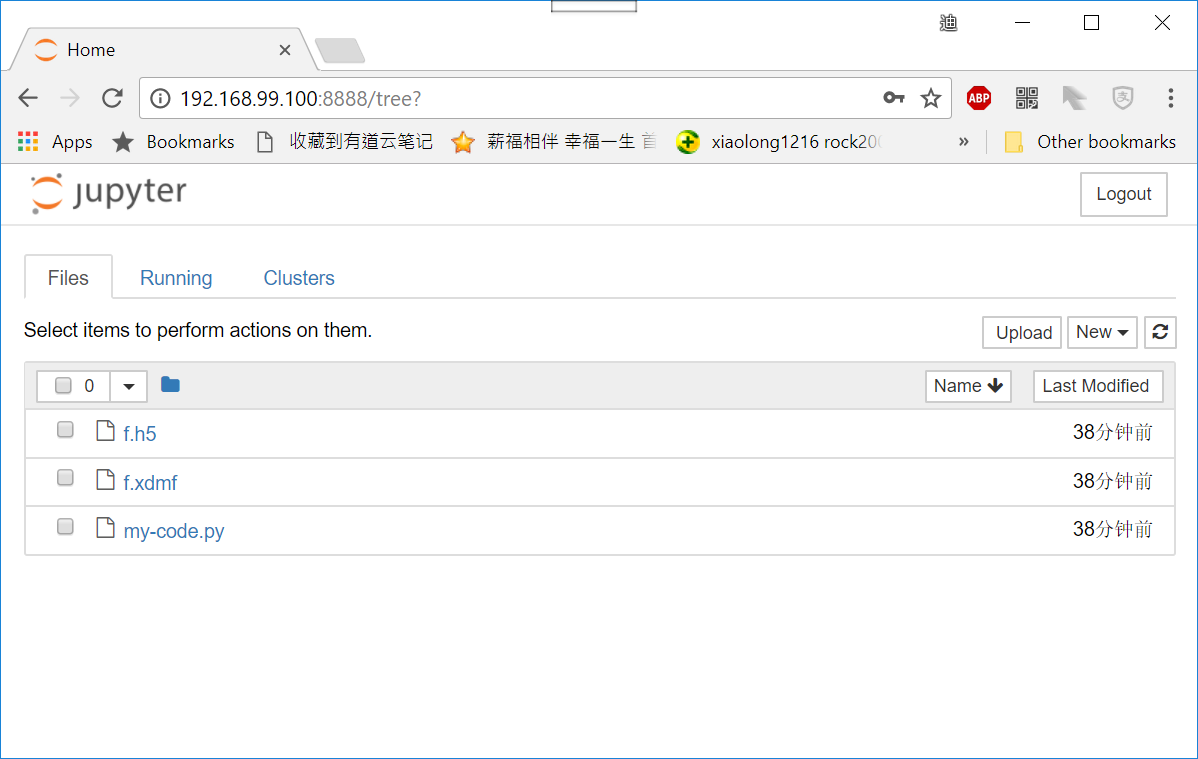 迪
Home
192.168.99.100:8888/tree?
ABP
Apps Bookmarks 收藏到有道云笔记 薪福相伴 幸福一生 首 xiaolong1216 rock200 » Other bookmarks
jupyter
Logout
Files Running Clusters
Select items to perform actions on them.
Upload New
0 Name Last Modified
f.h5 38分钟前
f.xdmf 38分钟前
my-code.py 38分钟前